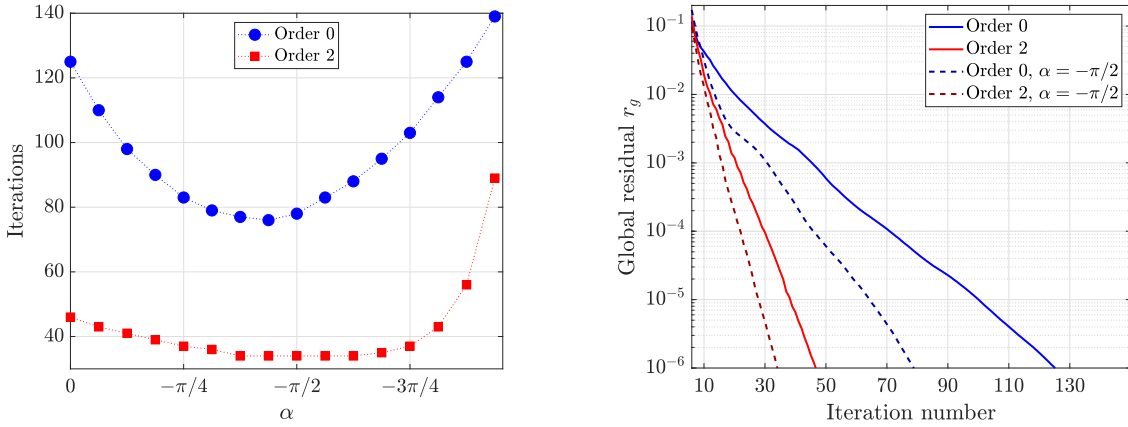 140
120
100
80
60
40
Iterations
0
−π/4
−π/2
−3π/4
α
Order 0
Order 2
10⁻¹
10⁻²
10⁻³
10⁻⁴
10⁻⁵
10⁻⁶
Global residual r_g
10
30
50
70
90
110
130
Iteration number
Order 0
Order 2
Order 0, α = −π/2
Order 2, α = −π/2